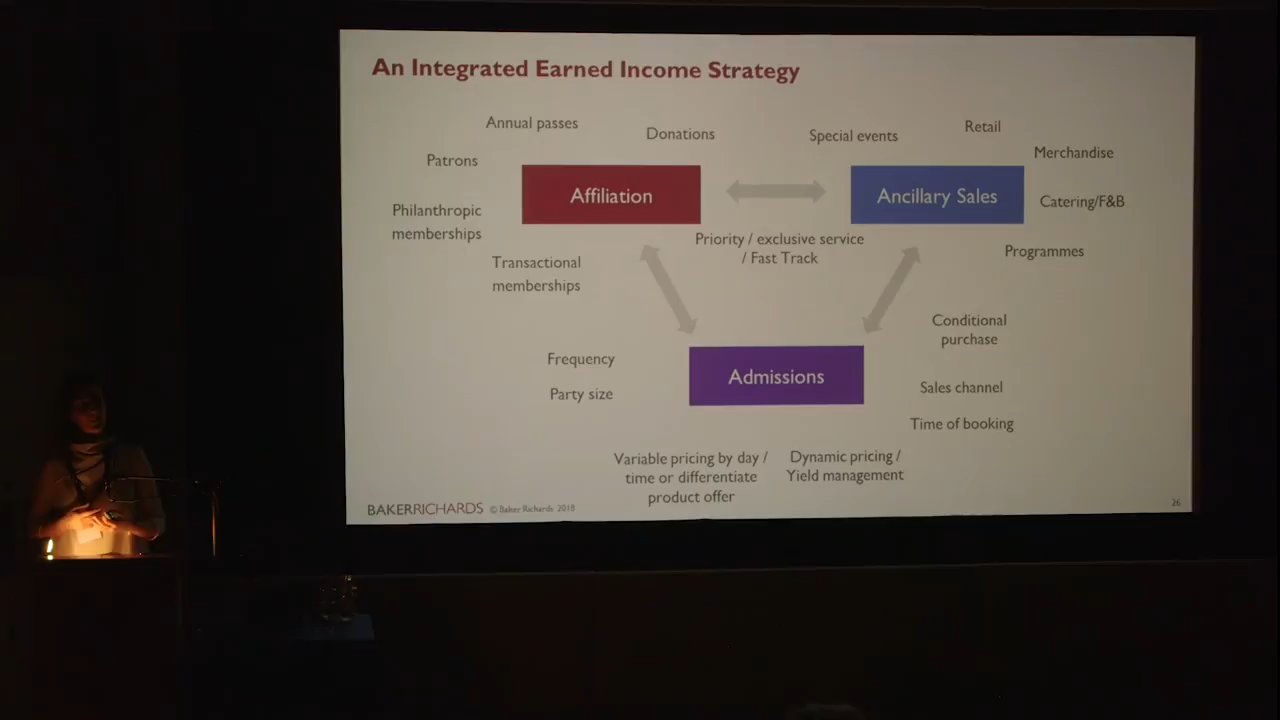 An Integrated Earned Income Strategy
Annual passes
Donations
Special events
Retail
Patrons
Merchandise
Affiliation
Ancillary Sales
Catering/F&B
Philanthropic
memberships
Priority / exclusive service
/ Fast Track
Programmes
Transactional
memberships
Conditional
purchase
Frequency
Admissions
Party size
Sales channel
Time of booking
Variable pricing by day /
time or differentiate
product offer
Dynamic pricing /
Yield management
BAKERRICHARDS © Baker Richards 2018
26